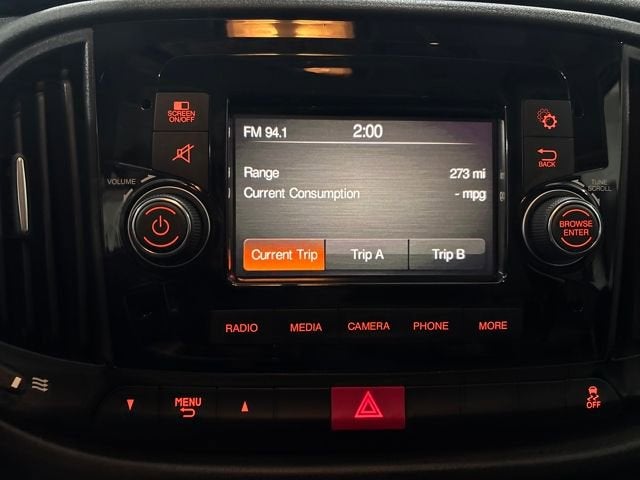 SCREEN
ON/OFF
FM 94.1
2:00
BACK
VOLUME
TUNE
SCROLL
Range 273 mi
Current Consumption - mpg
BROWSE
ENTER
Current Trip Trip A Trip B
RADIO MEDIA CAMERA PHONE MORE
MENU
OFF